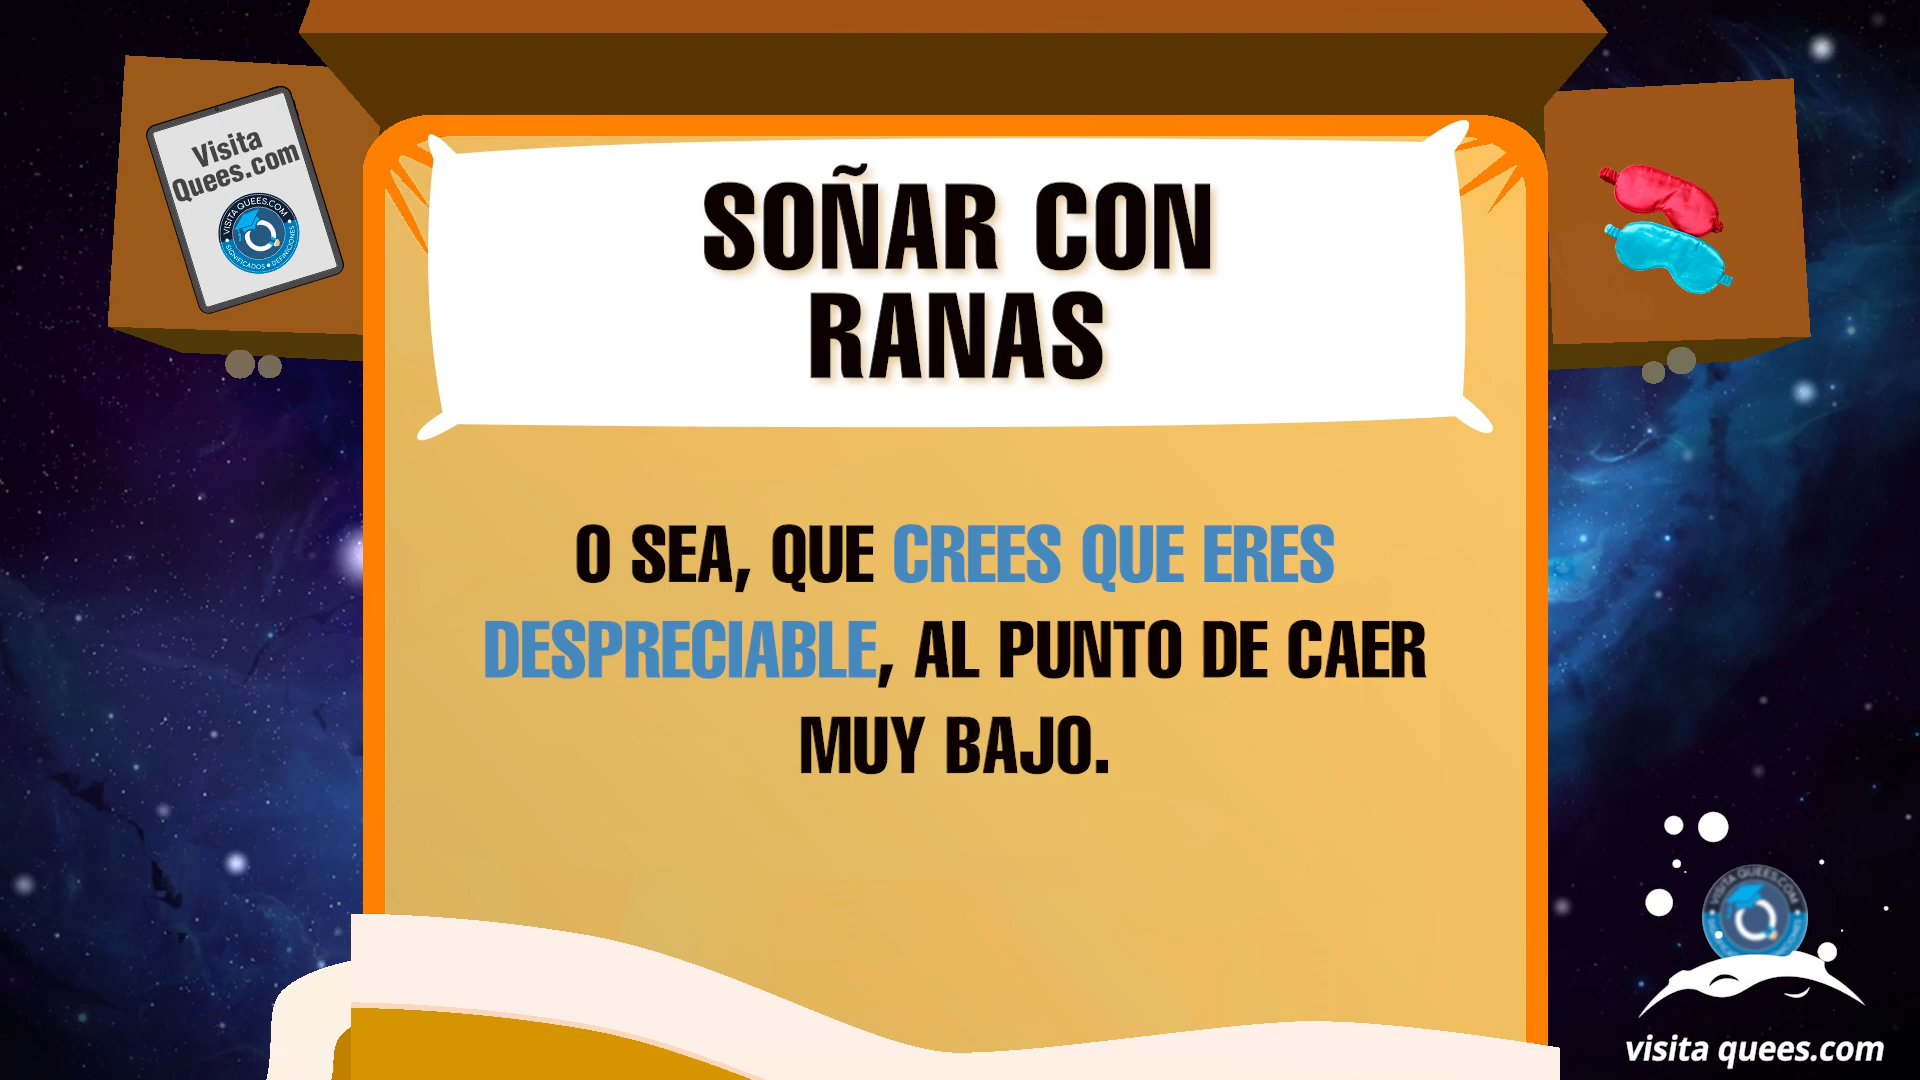 Visita
Quees.com
VISITA QUEES.COM
SIGNIFICADOS • DEFINICIONES
SOÑAR CON
RANAS
O SEA, QUE CREES QUE ERES
DESPRECIABLE, AL PUNTO DE CAER
MUY BAJO.
VISITA QUEES.COM
visita quees.com